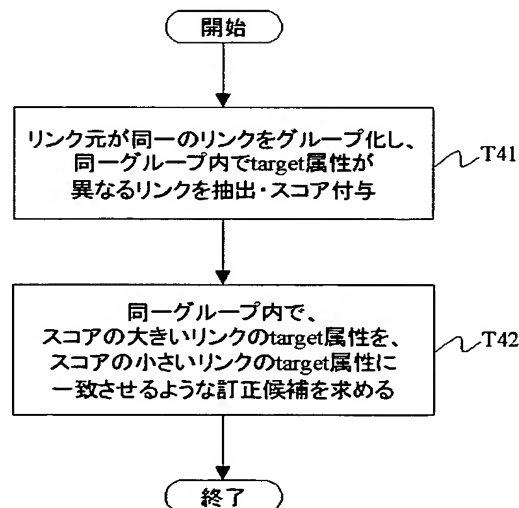 開始
リンク元が同一のリンクをグループ化し、
同一グループ内でtarget属性が
異なるリンクを抽出・スコア付与
T41
同一グループ内で、
スコアの大きいリンクのtarget属性を、
スコアの小さいリンクのtarget属性に
一致させるような訂正候補を求める
T42
終了